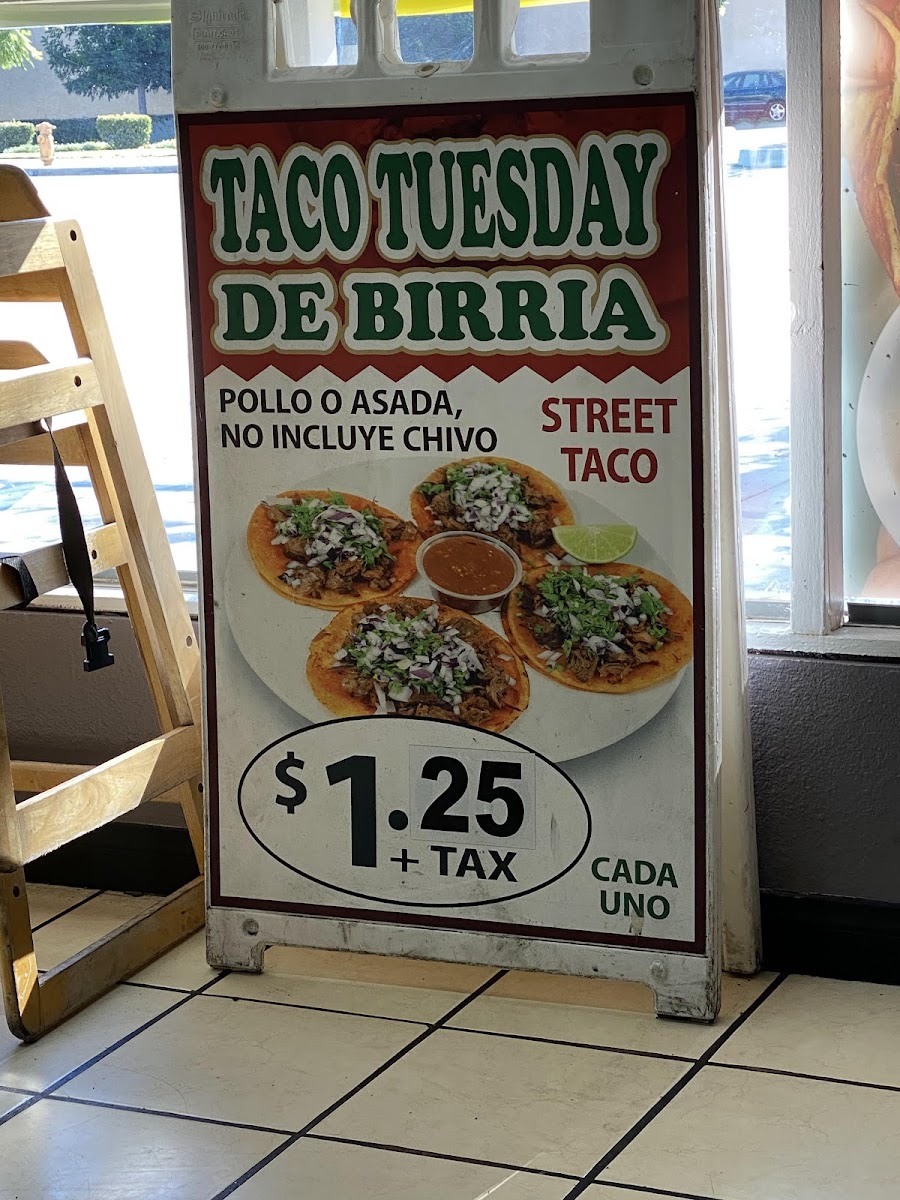 TACO TUESDAY
DE BIRRIA
POLLO O ASADA,
NO INCLUYE CHIVO
STREET
TACO
$1.25
+ TAX
CADA
UNO